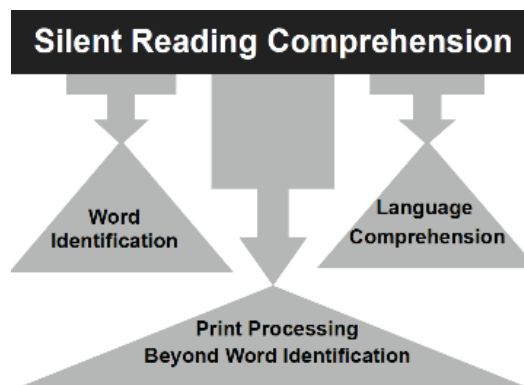 Silent Reading Comprehension
Word
Identification
Language
Comprehension
Print Processing
Beyond Word Identification